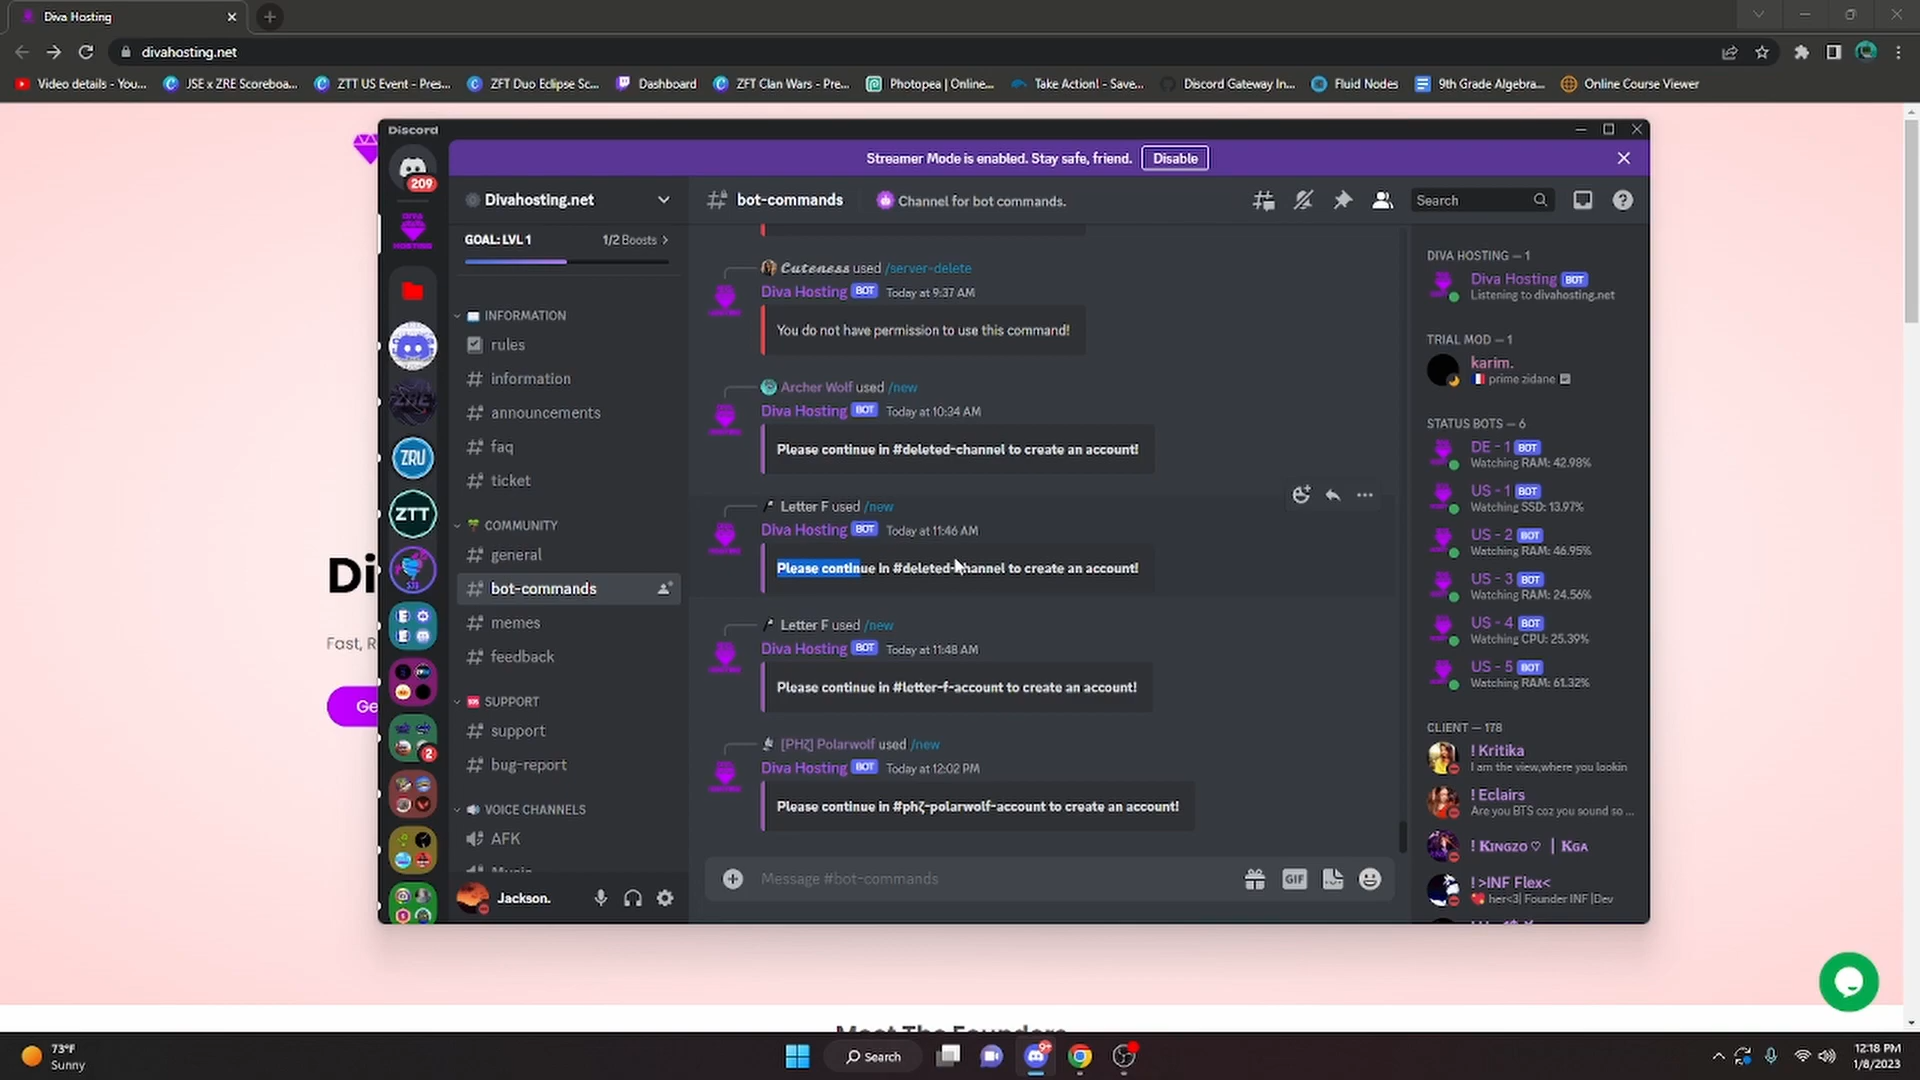 Diva Hosting
divahosting.net
Video details - You...
JSE x ZRE Scoreboa...
ZTT US Event - Pres...
ZFT Duo Eclipse Sc...
Dashboard
ZFT Clan Wars - Pre...
Photopea | Online...
Take Action! - Save...
Discord Gateway In...
Fluid Nodes
9th Grade Algebra...
Online Course Viewer
Discord
Streamer Mode is enabled. Stay safe, friend. Disable
209
DIVA HOSTING
ZRE
ZRU
ZTT
2
Divahosting.net
GOAL: LVL 1 1/2 Boosts
INFORMATION
rules
information
announcements
faq
ticket
COMMUNITY
general
bot-commands
memes
feedback
SUPPORT
support
bug-report
VOICE CHANNELS
AFK
Jackson.
bot-commands Channel for bot commands. Search
𝓒𝓾𝓽𝓮𝓷𝓮𝓼𝓼 used /server-delete
Diva Hosting BOT Today at 9:37 AM
You do not have permission to use this command!
Archer Wolf used /new
Diva Hosting BOT Today at 10:34 AM
Please continue in #deleted-channel to create an account!
Letter F used /new
Diva Hosting BOT Today at 11:46 AM
Please continue in #deleted-channel to create an account!
Letter F used /new
Diva Hosting BOT Today at 11:48 AM
Please continue in #letter-f-account to create an account!
[PHⱿ] Polarwolf used /new
Diva Hosting BOT Today at 12:02 PM
Please continue in #phɀ-polarwolf-account to create an account!
Message #bot-commands
GIF
DIVA HOSTING — 1
Diva Hosting BOT
Listening to divahosting.net
TRIAL MOD — 1
karim.
prime zidane
STATUS BOTS — 6
DE - 1 BOT
Watching RAM: 42.98%
US - 1 BOT
Watching SSD: 13.97%
US - 2 BOT
Watching RAM: 46.95%
US - 3 BOT
Watching RAM: 24.56%
US - 4 BOT
Watching CPU: 25.39%
US - 5 BOT
Watching RAM: 61.32%
CLIENT — 178
! Kritika
I am the view,where you lookin
! Eclairs
Are you BTS coz you sound so ...
! Kɪɴɢᴢᴏ ♡ | Kɢᴀ
! >INF Flex<
her<3| Founder INF |Dev
Di
Fast, R
Ge
Meet The Founders
73°F
Sunny
Search
9+
12:18 PM
1/8/2023